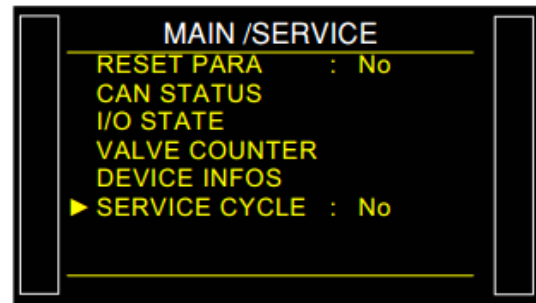 MAIN /SERVICE
RESET PARA : No
CAN STATUS
I/O STATE
VALVE COUNTER
DEVICE INFOS
SERVICE CYCLE : No